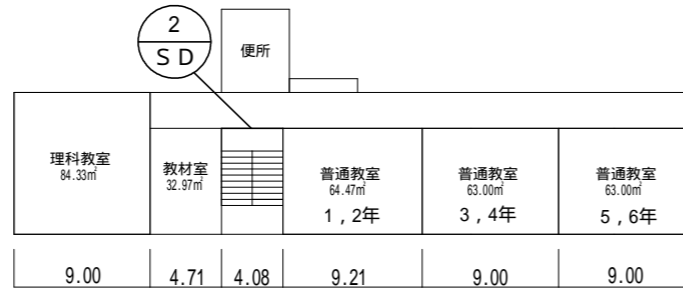 2
SD
便所
理科教室
84.33㎡
教材室
32.97㎡
普通教室
64.47㎡
1,2年
普通教室
63.00㎡
3,4年
普通教室
63.00㎡
5,6年
9.00
4.71
4.08
9.21
9.00
9.00